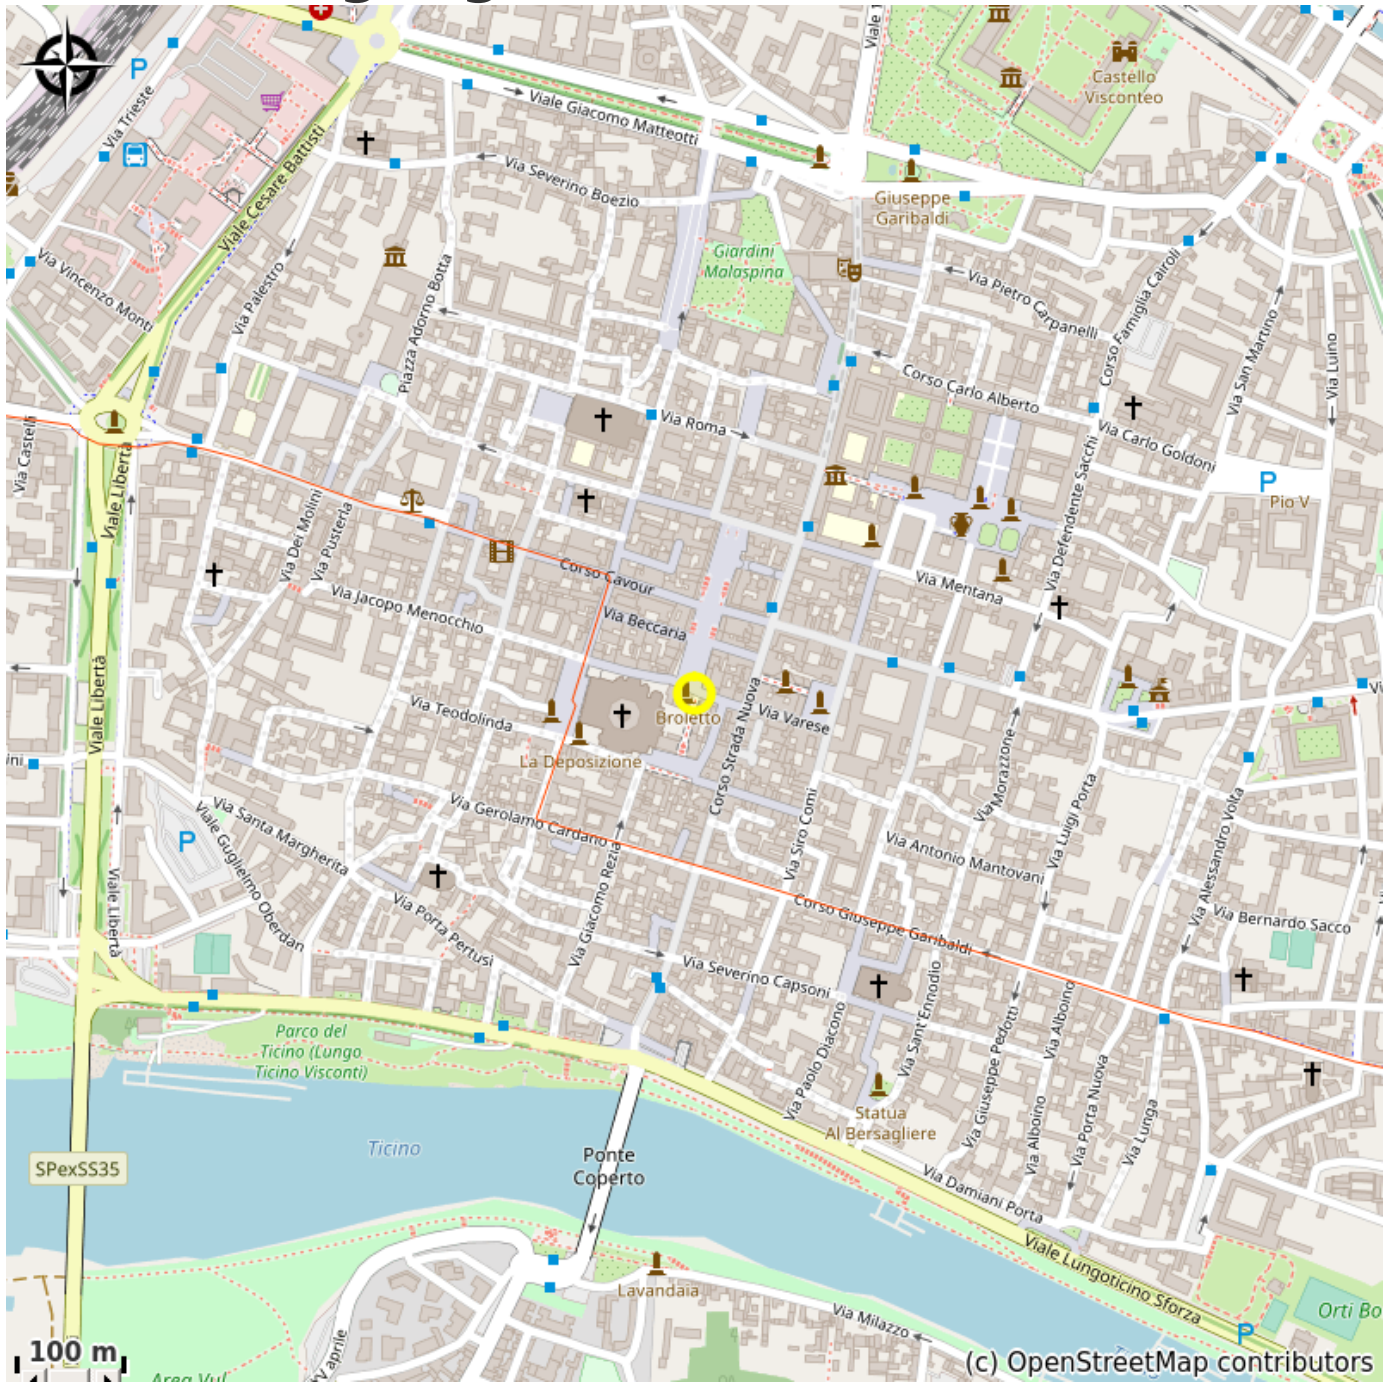 Viale Giacomo Matteotti
Castello
Visconteo
P
Via Trieste
Viale Cesare Battisti
Via Severino Boezio
Giuseppe
Garibaldi
Giardini
Malaspina
Via Vincenzo Monti
Via Palestro
Piazza Adorno Botta
Via Pietro Carpanelli
Corso Famiglia Cairoli
Via San Martino
Via Luino
Corso Carlo Alberto
Via Roma
Via Carlo Goldoni
Via Castelli
Viale Libertà
Via Dei Molini
Via Pusteria
Via Defendente Sacchi
P
Pio V
Corso Cavour
Via Mentana
Via Jacopo Menocchio
Via Beccaria
Viale Libertà
Via Teodolinda
Broletto
Via Varese
Corso Strada Nuova
La Deposizione
Via Morazzone
Via Luigi Porta
Via Gerolamo Cardano
Via Santa Margherita
Viale Guglielmo Oberdan
P
Via Siro Comi
Via Antonio Mantovani
Via Alessandro Volta
Viale Libertà
Via Porta Pertusi
Via Giacomo Rezia
Corso Giuseppe Garibaldi
Via Bernardo Sacco
Via Severino Capsoni
Via Sant'Ennodio
Via Giuseppe Pedotti
Via Alboino
Parco del
Ticino (Lungo
Ticino Visconti)
Via Paolo Diacono
Via Porta Nuova
Via Lunga
Via Alboino
Statua
Al Bersagliere
Ticino
SPexSS35
Ponte
Coperto
Via Damiani Porta
Viale Lungoticino Sforza
Lavandaia
Via Milazzo
Orti Bo
P
100 m
(c) OpenStreetMap contributors